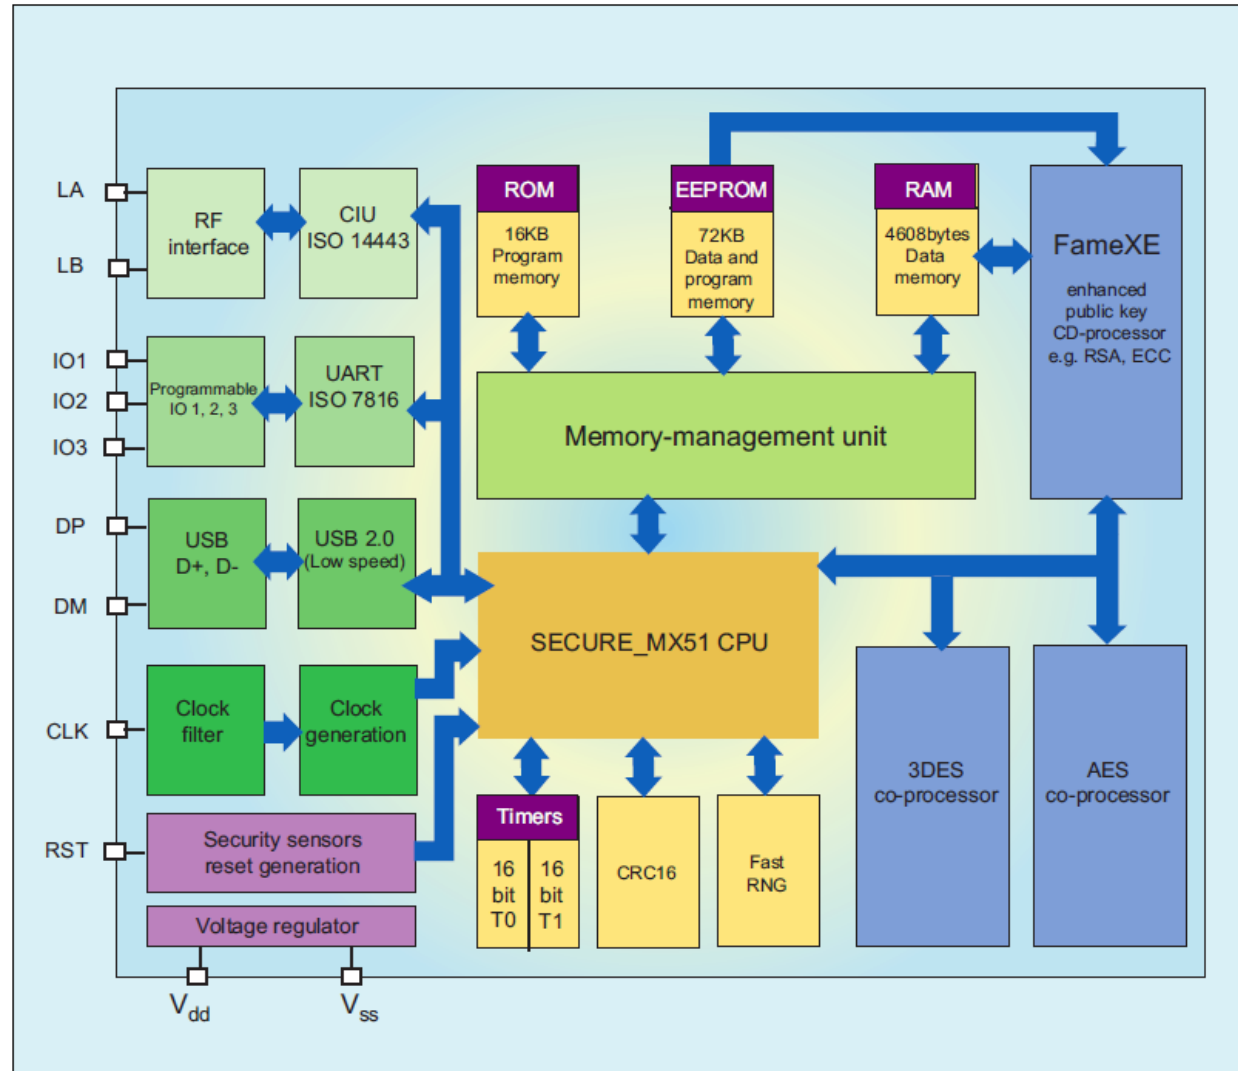 LA
LB
RF
interface
CIU
ISO 14443
ROM
16KB
Program
memory
EEPROM
72KB
Data and
program
memory
RAM
4608bytes
Data
memory
FameXE
enhanced
public key
CD-processor
e.g. RSA, ECC
IO1
IO2
IO3
Programmable
IO 1, 2, 3
UART
ISO 7816
Memory-management unit
DP
DM
USB
D+, D-
USB 2.0
(Low speed)
SECURE_MX51 CPU
CLK
Clock
filter
Clock
generation
3DES
co-processor
AES
co-processor
RST
Security sensors
reset generation
Timers
16
bit
T0
16
bit
T1
CRC16
Fast
RNG
Voltage regulator
Vdd
Vss